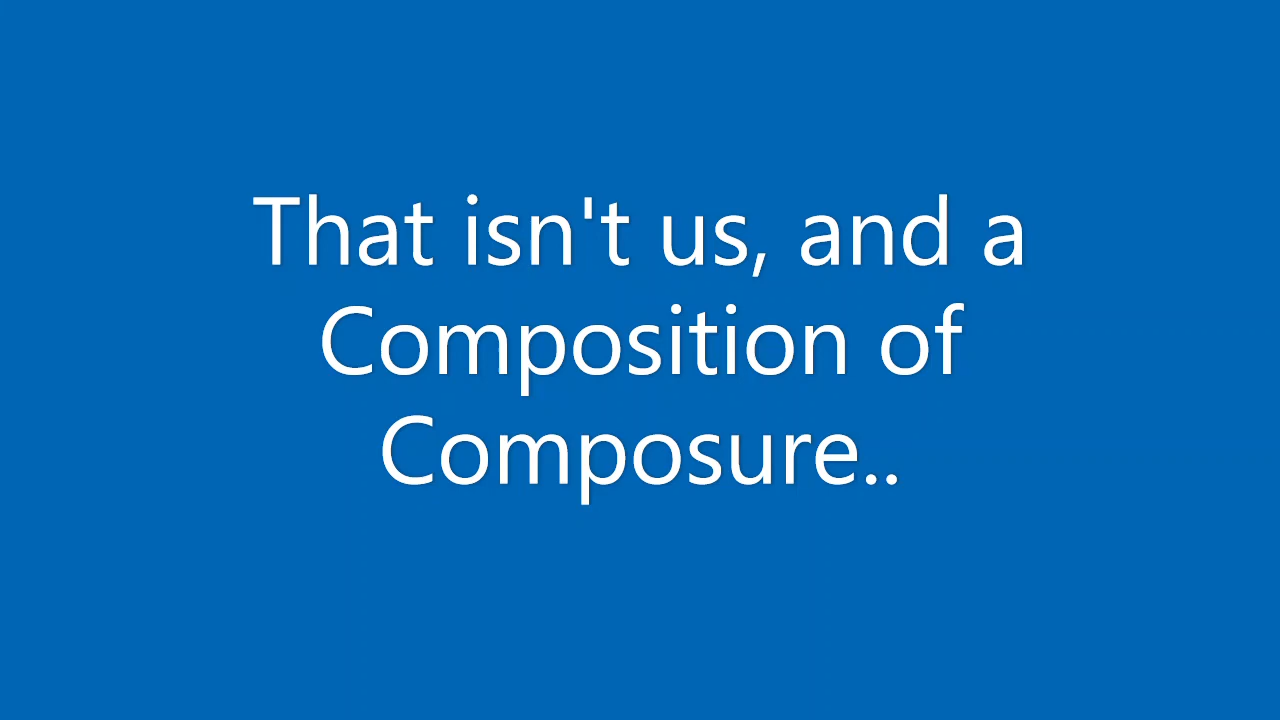 That isn't us, and a
Composition of
Composure..